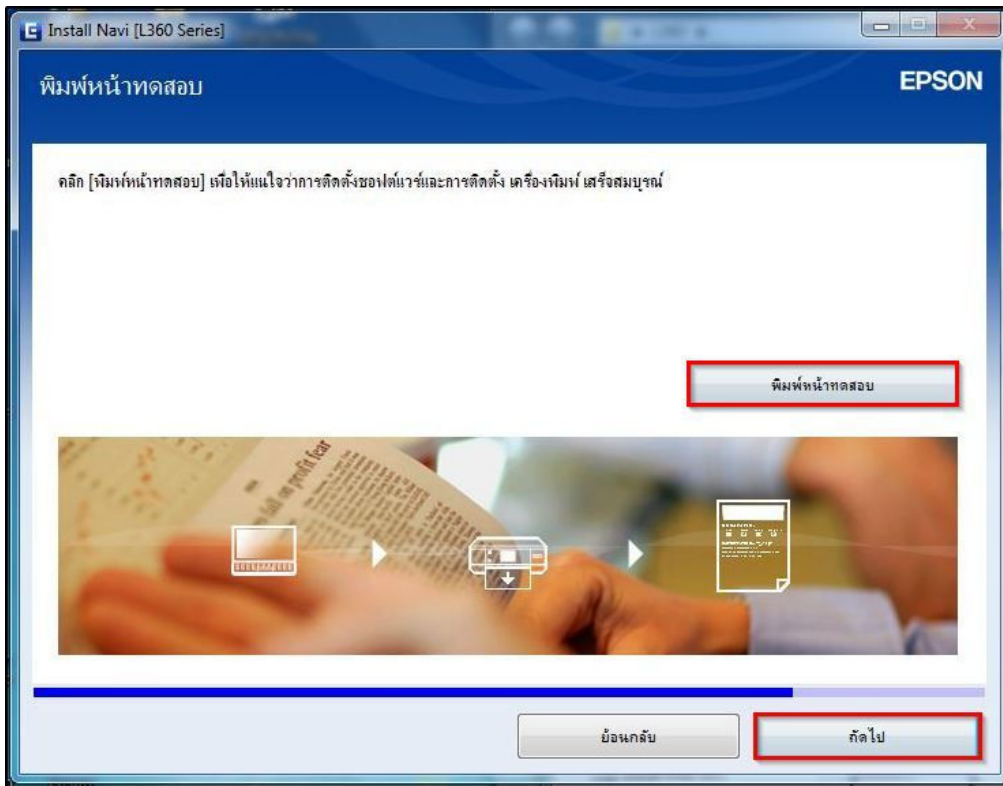 Install Navi [L360 Series]
พิมพ์หน้าทดสอบ
EPSON
คลิก [พิมพ์หน้าทดสอบ] เพื่อให้แน่ใจว่าการติดตั้งซอฟต์แวร์และการติดตั้ง เครื่องพิมพ์ เสร็จสมบูรณ์
พิมพ์หน้าทดสอบ
fall on profit fear
ย้อนกลับ
ถัดไป